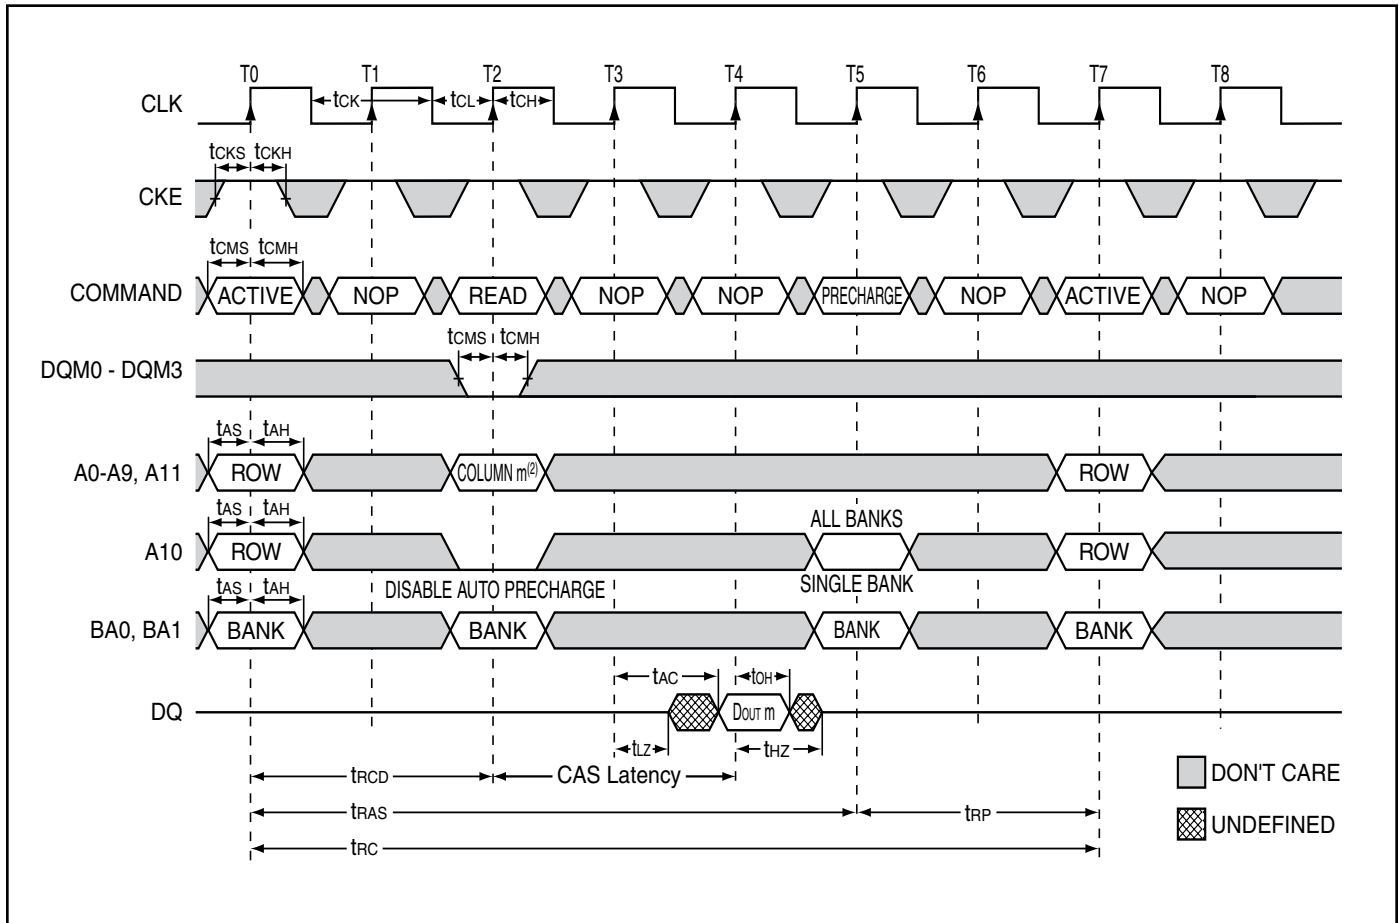 T0 T1 T2 T3 T4 T5 T6 T7 T8
CLK tCK tCL tCH
tCKS tCKH
CKE
tCMS tCMH
COMMAND ACTIVE NOP READ NOP NOP PRECHARGE NOP ACTIVE NOP
tCMS tCMH
DQM0 - DQM3
tAS tAH
A0-A9, A11 ROW COLUMN m(2) ROW
tAS tAH ALL BANKS
A10 ROW ROW
DISABLE AUTO PRECHARGE SINGLE BANK
tAS tAH
BA0, BA1 BANK BANK BANK BANK
tAC tOH
DQ DOUT m
tLZ tHZ
tRCD CAS Latency DON'T CARE
tRAS tRP UNDEFINED
tRC